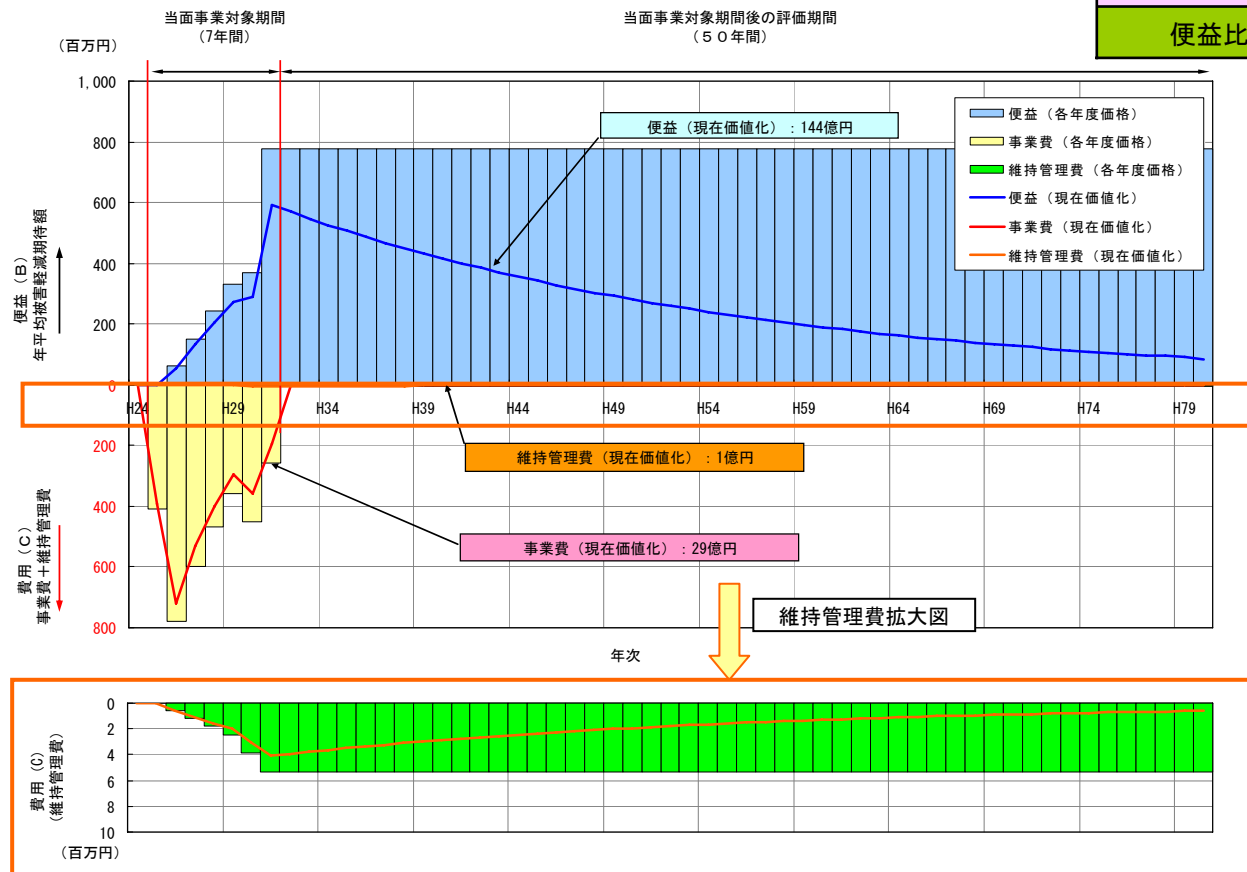 当面事業対象期間
(7年間)
当面事業対象期間後の評価期間
(50年間)
便益比
(百万円)
1,000
800
600
400
200
0
200
400
600
800
便益(B)
年平均被害軽減期待額
費用(C)
事業費+維持管理費
便益(各年度価格)
事業費(各年度価格)
維持管理費(各年度価格)
便益(現在価値化)
事業費(現在価値化)
維持管理費(現在価値化)
便益(現在価値化):144億円
H24 H29 H34 H39 H44 H49 H54 H59 H64 H69 H74 H79
維持管理費(現在価値化):1億円
事業費(現在価値化):29億円
維持管理費拡大図
年次
0
2
4
6
8
10
費用(C)
(維持管理費)
(百万円)